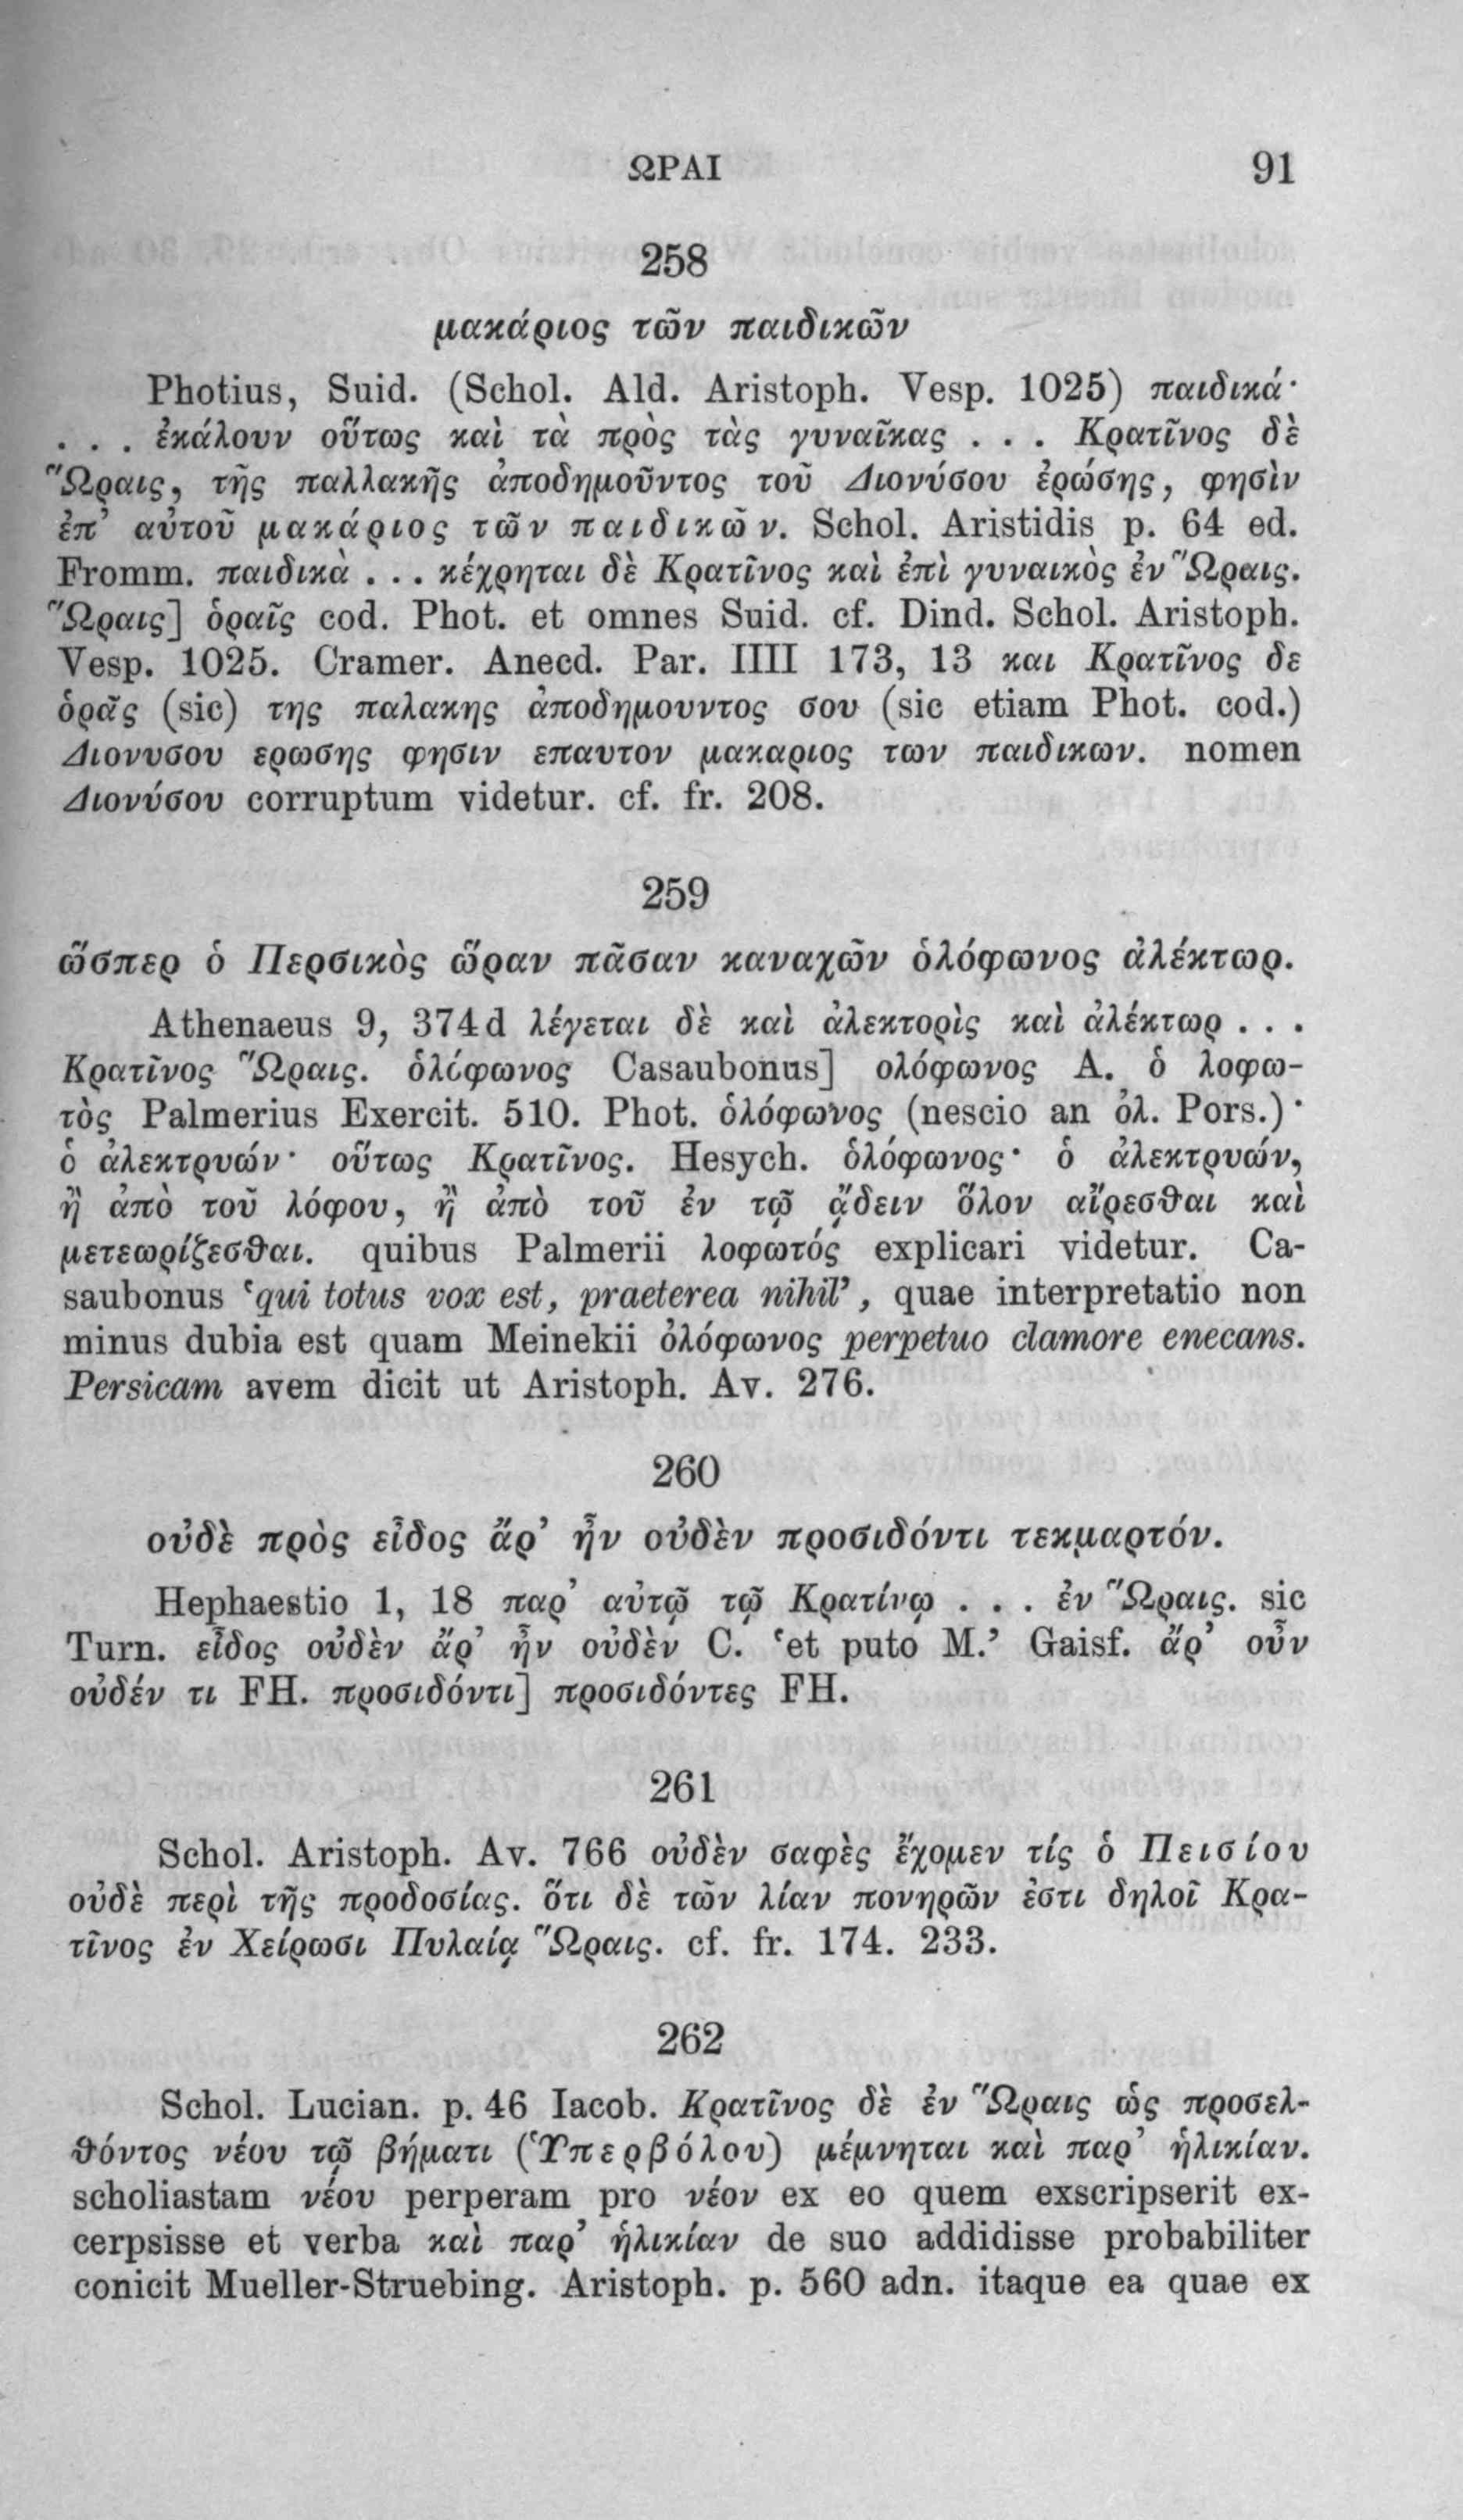 ΩΡΑΙ 91
258
μακάριος τῶν παιδικῶν
Photius, Suid. (Schol. Ald. Aristoph. Vesp. 1025) παιδικά·
. . . ἐκάλουν οὕτως καὶ τὰ πρὸς τὰς γυναῖκας . . . Κρατῖνος δὲ
Ὥραις, τῆς παλλακῆς ἀποδημοῦντος τοῦ Διονύσου ἐρώσης, φησὶν
ἐπ' αὐτοῦ μακάριος τῶν παιδικῶν. Schol. Aristidis p. 64 ed.
Fromm. παιδικὰ . . . κέχρηται δὲ Κρατῖνος καὶ ἐπὶ γυναικὸς ἐν Ὥραις.
Ὥραις] ὁραῖς cod. Phot. et omnes Suid. cf. Dind. Schol. Aristoph.
Vesp. 1025. Cramer. Anecd. Par. IIII 173, 13 και Κρατῖνος δε
ὁρᾶς (sic) της παλακης ἀποδημουντος σου (sic etiam Phot. cod.)
Διονυσου ερωσης φησιν επαυτον μακαριος των παιδικων. nomen
Διονύσου corruptum videtur. cf. fr. 208.
259
ὥσπερ ὁ Περσικὸς ὥραν πᾶσαν καναχῶν ὁλόφωνος ἀλέκτωρ.
Athenaeus 9, 374d λέγεται δὲ καὶ ἀλεκτορὶς καὶ ἀλέκτωρ . . .
Κρατῖνος Ὥραις. ὁλόφωνος Casaubonus] ολόφωνος A. ὁ λοφω-
τὸς Palmerius Exercit. 510. Phot. ὁλόφωνος (nescio an ὀλ. Pors.)·
ὁ ἀλεκτρυών· οὕτως Κρατῖνος. Hesych. ὁλόφωνος· ὁ ἀλεκτρυών,
ἢ ἀπὸ τοῦ λόφου, ἢ ἀπὸ τοῦ ἐν τῷ ᾄδειν ὅλον αἴρεσθαι καὶ
μετεωρίζεσθαι. quibus Palmerii λοφωτός explicari videtur. Ca-
saubonus 'qui totus vox est, praeterea nihil', quae interpretatio non
minus dubia est quam Meinekii ὀλόφωνος perpetuo clamore enecans.
Persicam avem dicit ut Aristoph. Av. 276.
260
οὐδὲ πρὸς εἶδος ἄρ' ἦν οὐδὲν προσιδόντι τεκμαρτόν.
Hephaestio 1, 18 παρ' αὐτῷ τῷ Κρατίνῳ . . . ἐν Ὥραις. sic
Turn. εἶδος οὐδὲν ἄρ' ἦν οὐδὲν C. 'et puto M.' Gaisf. ἄρ' οὖν
οὐδέν τι FH. προσιδόντι] προσιδόντες FH.
261
Schol. Aristoph. Av. 766 οὐδὲν σαφὲς ἔχομεν τίς ὁ Πεισίου
οὐδὲ περὶ τῆς προδοσίας. ὅτι δὲ τῶν λίαν πονηρῶν ἐστι δηλοῖ Κρα-
τῖνος ἐν Χείρωσι Πυλαίᾳ Ὥραις. cf. fr. 174. 233.
262
Schol. Lucian. p. 46 Iacob. Κρατῖνος δὲ ἐν Ὥραις ὡς προσελ-
θόντος νέου τῷ βήματι (Ὑπερβόλου) μέμνηται καὶ παρ' ἡλικίαν.
scholiastam νέου perperam pro νέον ex eo quem exscripserit ex-
cerpsisse et verba καὶ παρ' ἡλικίαν de suo addidisse probabiliter
conicit Mueller-Struebing. Aristoph. p. 560 adn. itaque ea quae ex